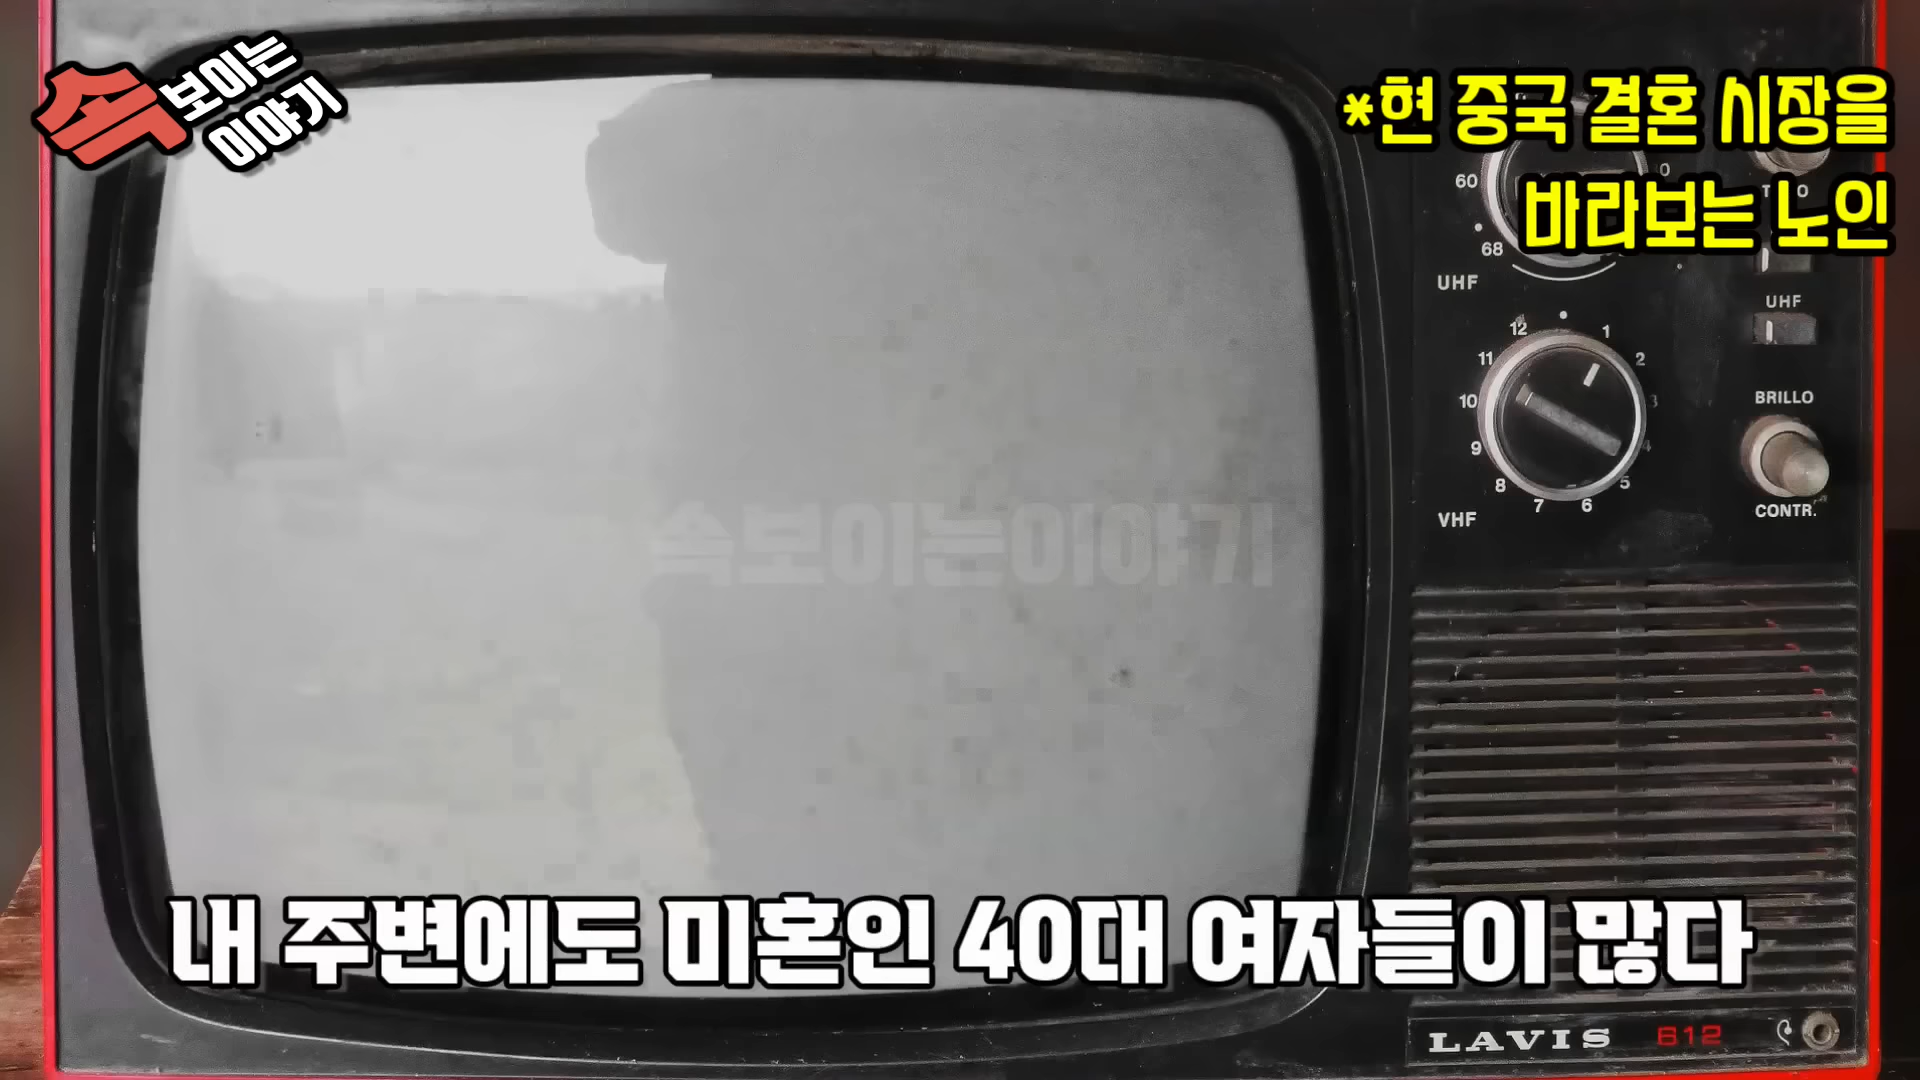 속보이는
이야기
*현 중국 결혼 시장을
바라보는 노인
60
68
UHF
UHF
12
1
11
2
10
3
9
4
8
5
7
6
VHF
BRILLO
CONTR.
속보이는이야기
내 주변에도 미혼인 40대 여자들이 많다
LAVIS 612